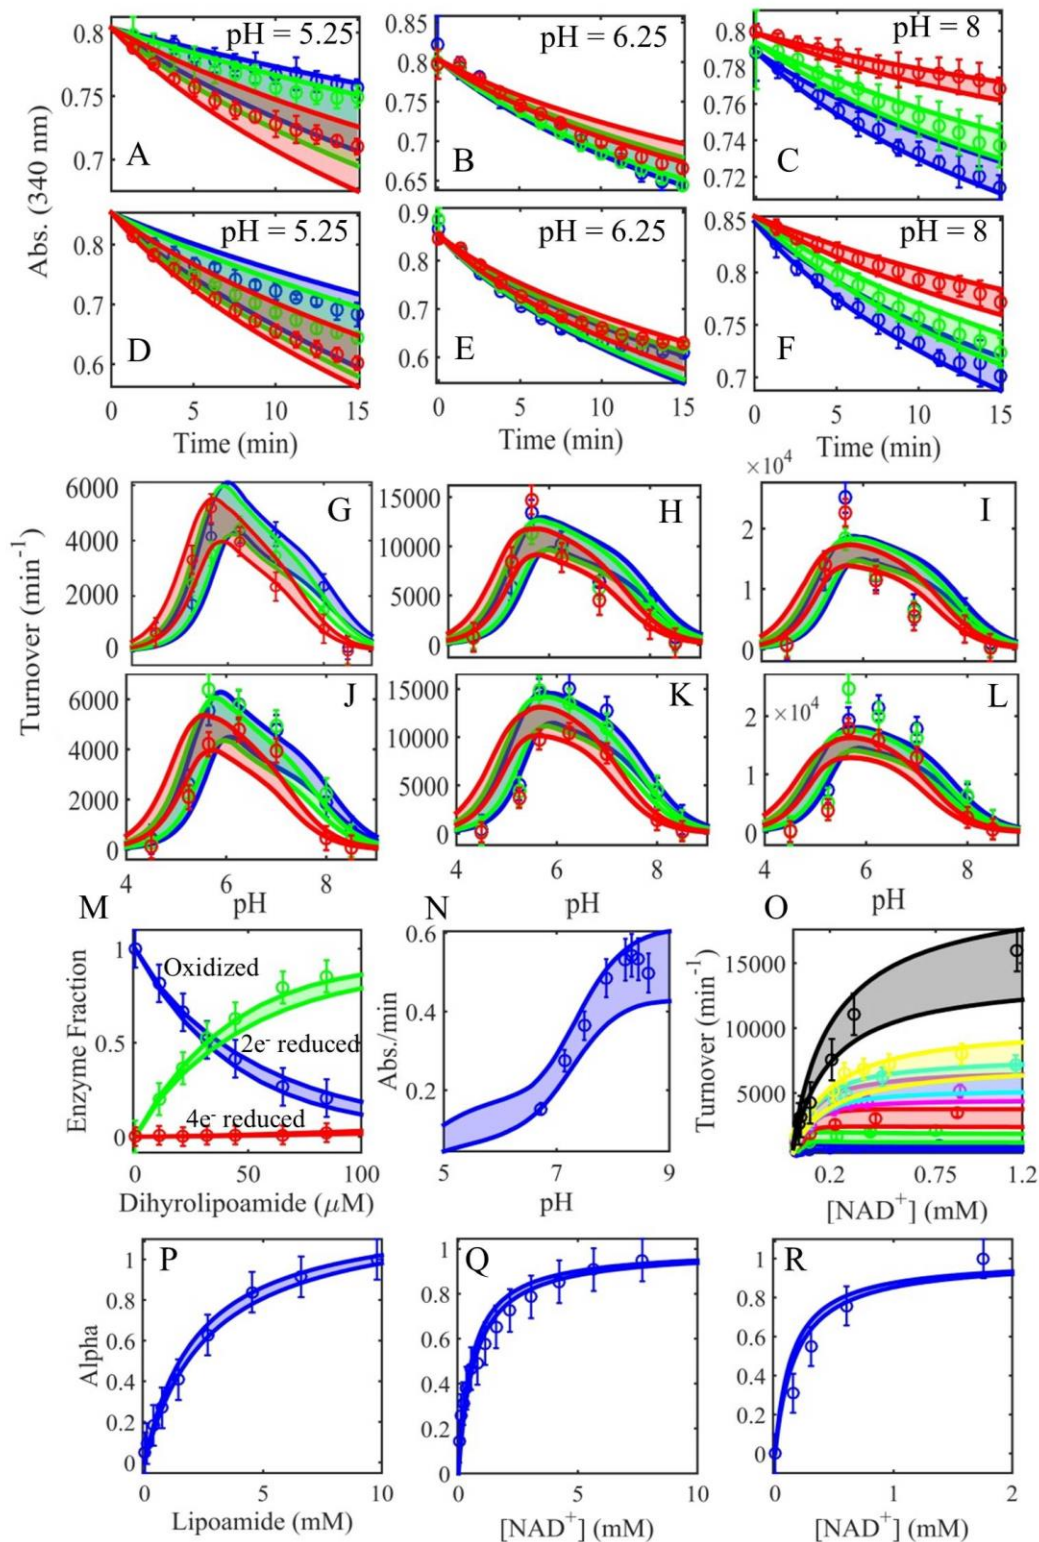 Abs. (340 nm)
0.8
0.75
0.7
pH = 5.25
A
0.85
0.8
0.75
0.7
0.65
pH = 6.25
B
0.8
0.78
0.76
0.74
0.72
pH = 8
C
0.8
0.7
0.6
pH = 5.25
D
0 5 10 15
Time (min)
0.9
0.8
0.6
pH = 6.25
E
0 5 10 15
Time (min)
0.85
0.8
0.75
0.7
pH = 8
F
0 5 10 15
Time (min)
Turnover (min⁻¹)
6000
4000
2000
0
G
15000
10000
5000
0
H
×10⁴
2
1
0
I
6000
4000
2000
0
J
4 6 8
pH
15000
10000
5000
0
K
4 6 8
pH
×10⁴
2
1
0
L
4 6 8
pH
M
Enzyme Fraction
1
0.5
0
Oxidized
2e⁻ reduced
4e⁻ reduced
0 50 100
Dihyrolipoamide (μM)
N
Abs./min
0.6
0.4
0.2
5 7 9
pH
O
Turnover (min⁻¹)
15000
10000
5000
0.2 0.75 1.2
[NAD⁺] (mM)
P
Alpha
1
0.8
0.6
0.4
0.2
0
0 5 10
Lipoamide (mM)
Q
1
0.8
0.6
0.4
0.2
0
0 5 10
[NAD⁺] (mM)
R
1
0.8
0.6
0.4
0.2
0
0 1 2
[NAD⁺] (mM)